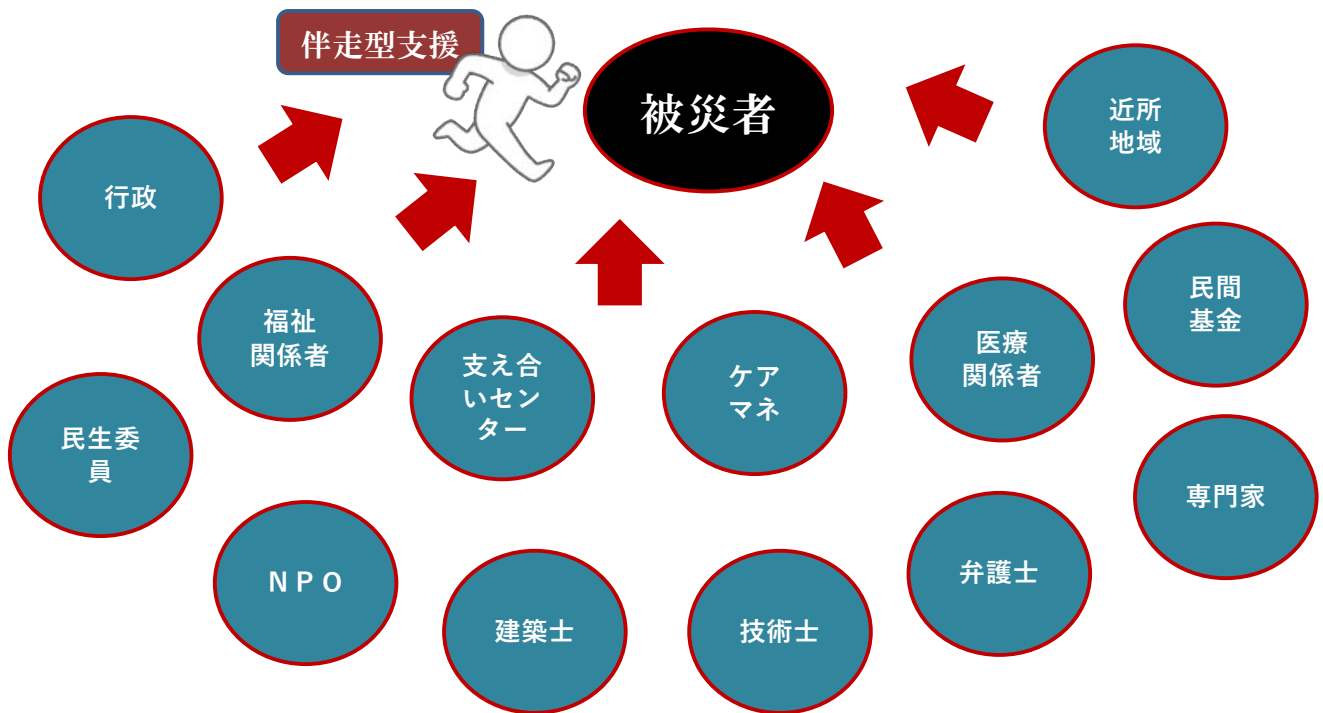 伴走型支援
被災者
近所
地域
行政
民間
基金
福祉
関係者
医療
関係者
支え合
いセン
ター
ケア
マネ
民生委
員
専門家
ＮＰＯ
弁護士
建築士
技術士